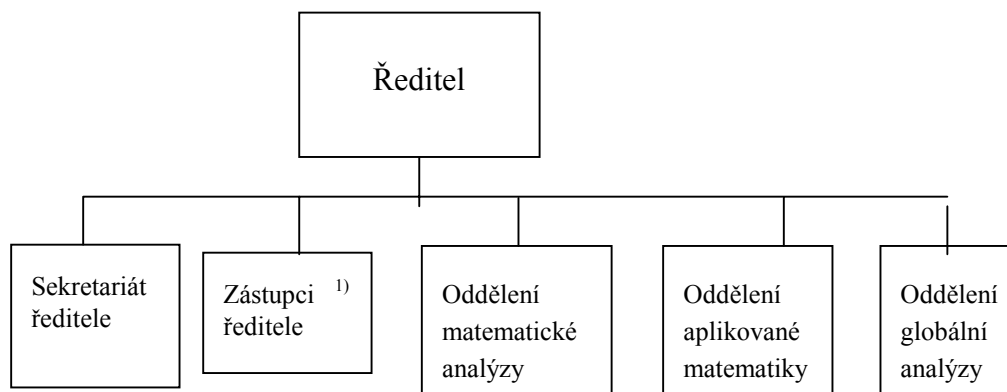 Ředitel
Sekretariát
ředitele
Zástupci 1)
ředitele
Oddělení
matematické
analýzy
Oddělení
aplikované
matematiky
Oddělení
globální
analýzy